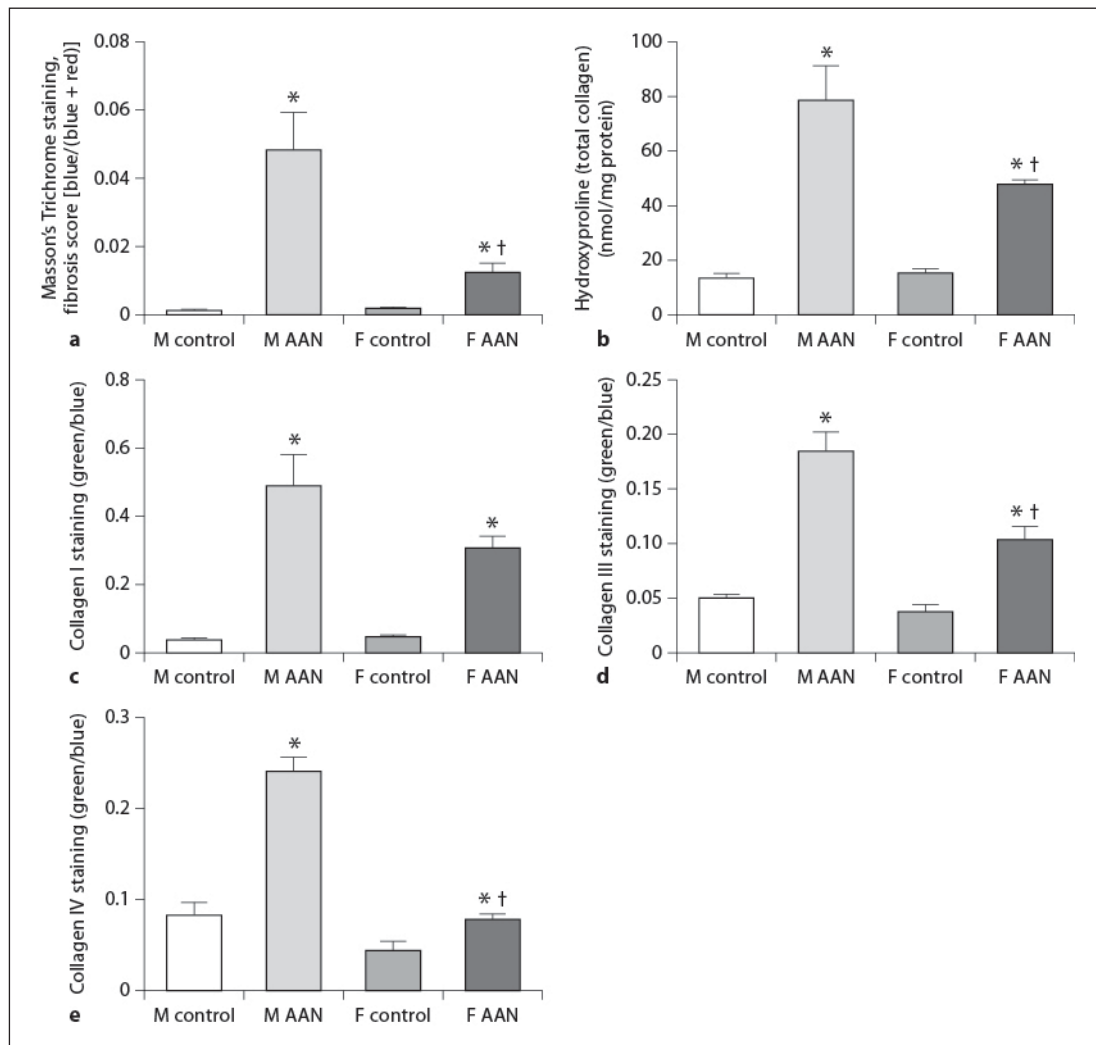 Masson's Trichrome staining,
fibrosis score [blue/(blue + red)]
0.08
0.06
0.04
0.02
0
*
* †
M control
M AAN
F control
F AAN
a
Hydroxyproline (total collagen)
(nmol/mg protein)
100
80
60
40
20
0
*
* †
M control
M AAN
F control
F AAN
b
Collagen I staining (green/blue)
0.8
0.6
0.4
0.2
0
*
*
M control
M AAN
F control
F AAN
c
Collagen III staining (green/blue)
0.25
0.20
0.15
0.10
0.05
0
*
* †
M control
M AAN
F control
F AAN
d
Collagen IV staining (green/blue)
0.3
0.2
0.1
0
*
* †
M control
M AAN
F control
F AAN
e